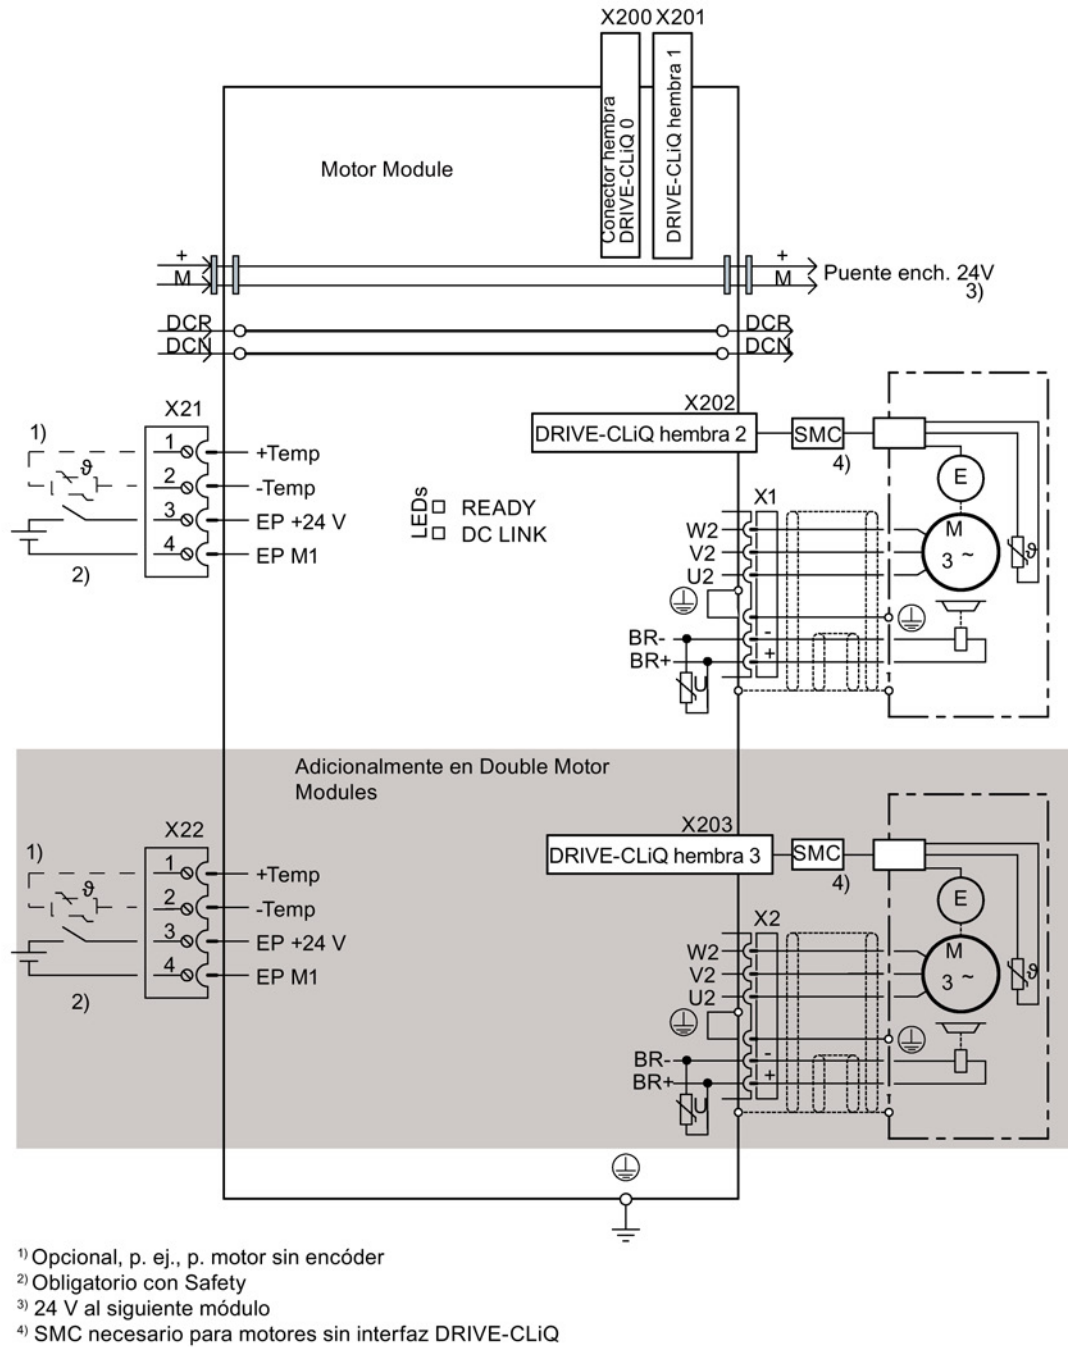 X200 X201
Conector hembra
DRIVE-CLiQ 0
DRIVE-CLiQ hembra 1
Motor Module
+ +
M M
Puente ench. 24V
3)
DCP DCP
DCN DCN
X21
1)
ϑ
1 +Temp
2 -Temp
3 EP +24 V
4 EP M1
2)
LEDs
READY
DC LINK
X202
DRIVE-CLiQ hembra 2
SMC
4)
E
X1
W2
V2
U2
M
3 ~
ϑ
BR- -
BR+ +
U
Adicionalmente en Double Motor
Modules
X22
1)
ϑ
1 +Temp
2 -Temp
3 EP +24 V
4 EP M1
2)
X203
DRIVE-CLiQ hembra 3
SMC
4)
E
X2
W2
V2
U2
M
3 ~
ϑ
BR- -
BR+ +
U
1) Opcional, p. ej., p. motor sin encóder
2) Obligatorio con Safety
3) 24 V al siguiente módulo
4) SMC necesario para motores sin interfaz DRIVE-CLiQ